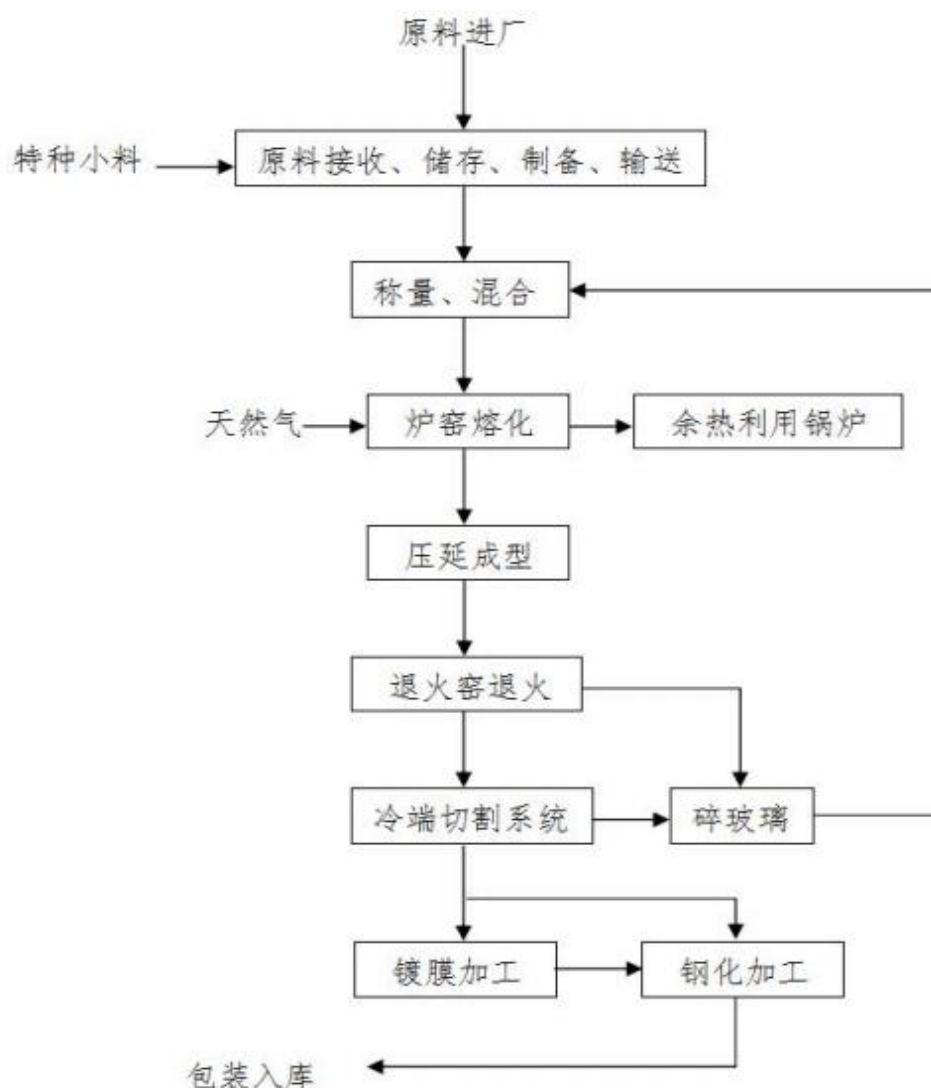 原料进厂
特种小料
原料接收、储存、制备、输送
称量、混合
天然气
炉窑熔化
余热利用锅炉
压延成型
退火窑退火
冷端切割系统
碎玻璃
镀膜加工
钢化加工
包装入库